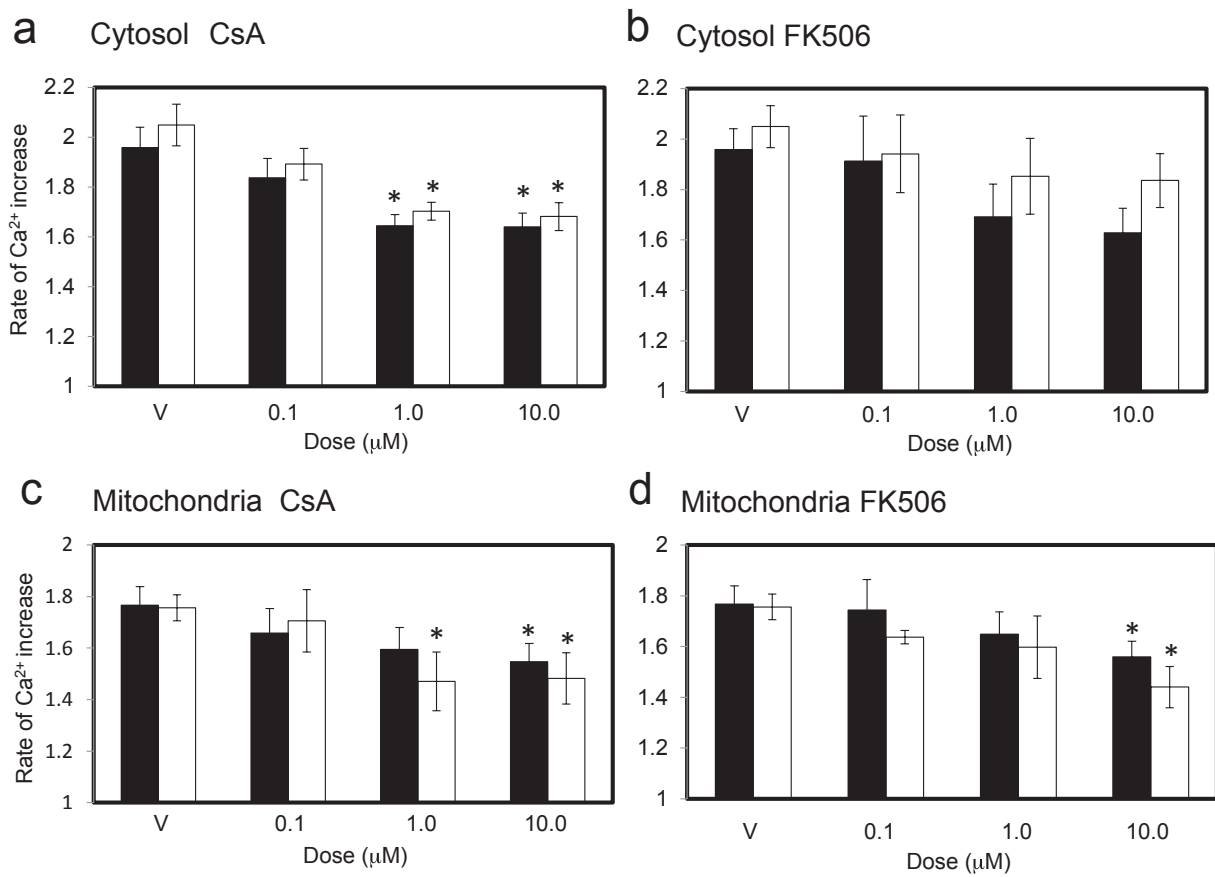 a Cytosol CsA
Rate of Ca²⁺ increase
2.2
2
1.8
1.6
1.4
1.2
1
* * * *
V 0.1 1.0 10.0
Dose (μM)
b Cytosol FK506
2.2
2
1.8
1.6
1.4
1.2
1
V 0.1 1.0 10.0
Dose (μM)
c Mitochondria CsA
Rate of Ca²⁺ increase
2
1.8
1.6
1.4
1.2
1
* * *
V 0.1 1.0 10.0
Dose (μM)
d Mitochondria FK506
2
1.8
1.6
1.4
1.2
1
* *
V 0.1 1.0 10.0
Dose (μM)